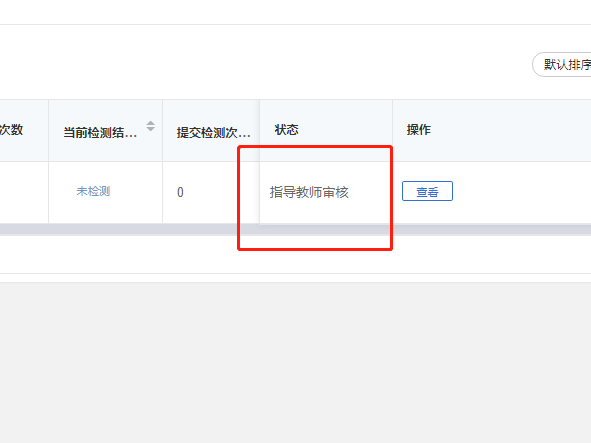 默认排序
次数 当前检测结... 提交检测次... 状态 操作
未检测 0 指导教师审核 查看